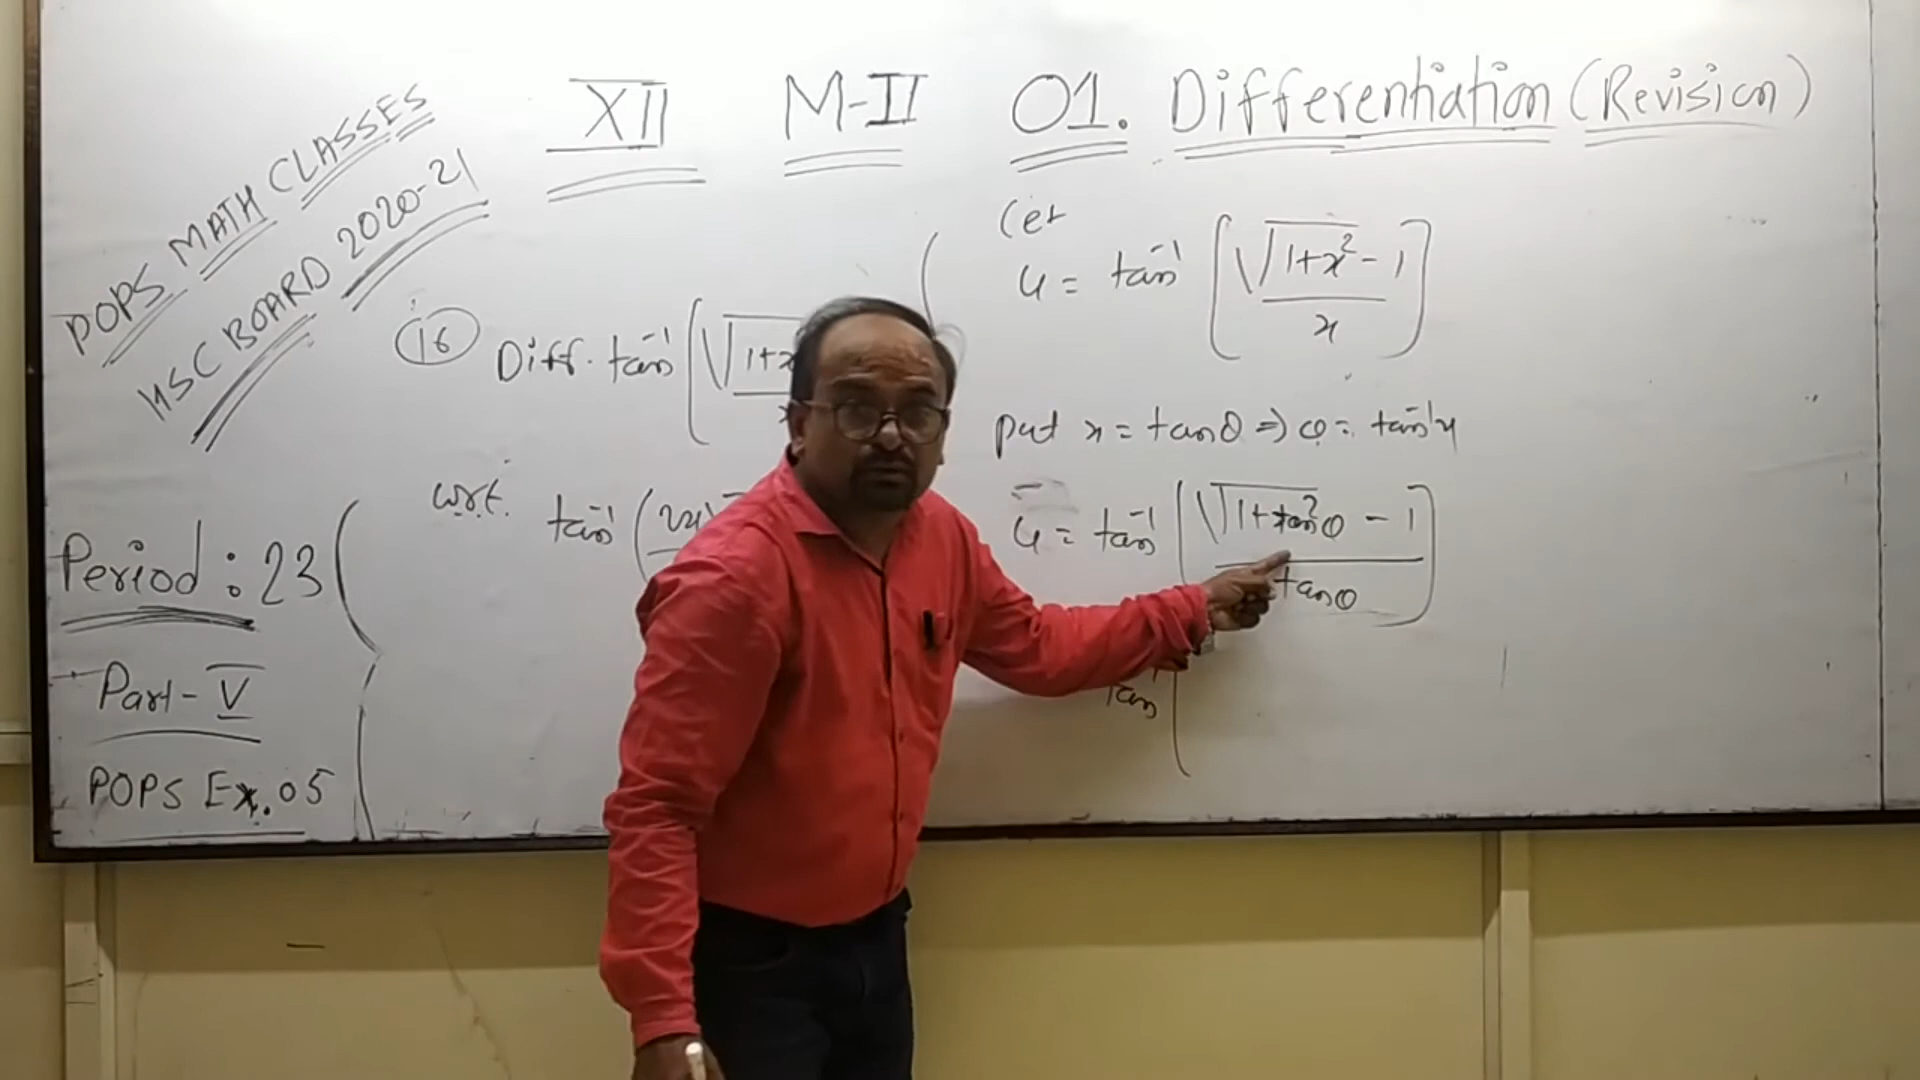 POPS MATH CLASSES
HSC BOARD 2020-21
XII M-II 01. Differentiation (Revision)
Period: 23
Part-V
POPS Ex. 05
(16) Diff. tan⁻¹ [√1+x
w.r.t. tan⁻¹ (2x√
Let
u = tan⁻¹ [(√1+x² - 1)/x]
put x = tanθ ⇒ θ = tan⁻¹x
u = tan⁻¹ [(√1+tan²θ - 1)/tanθ]
tan⁻¹ [